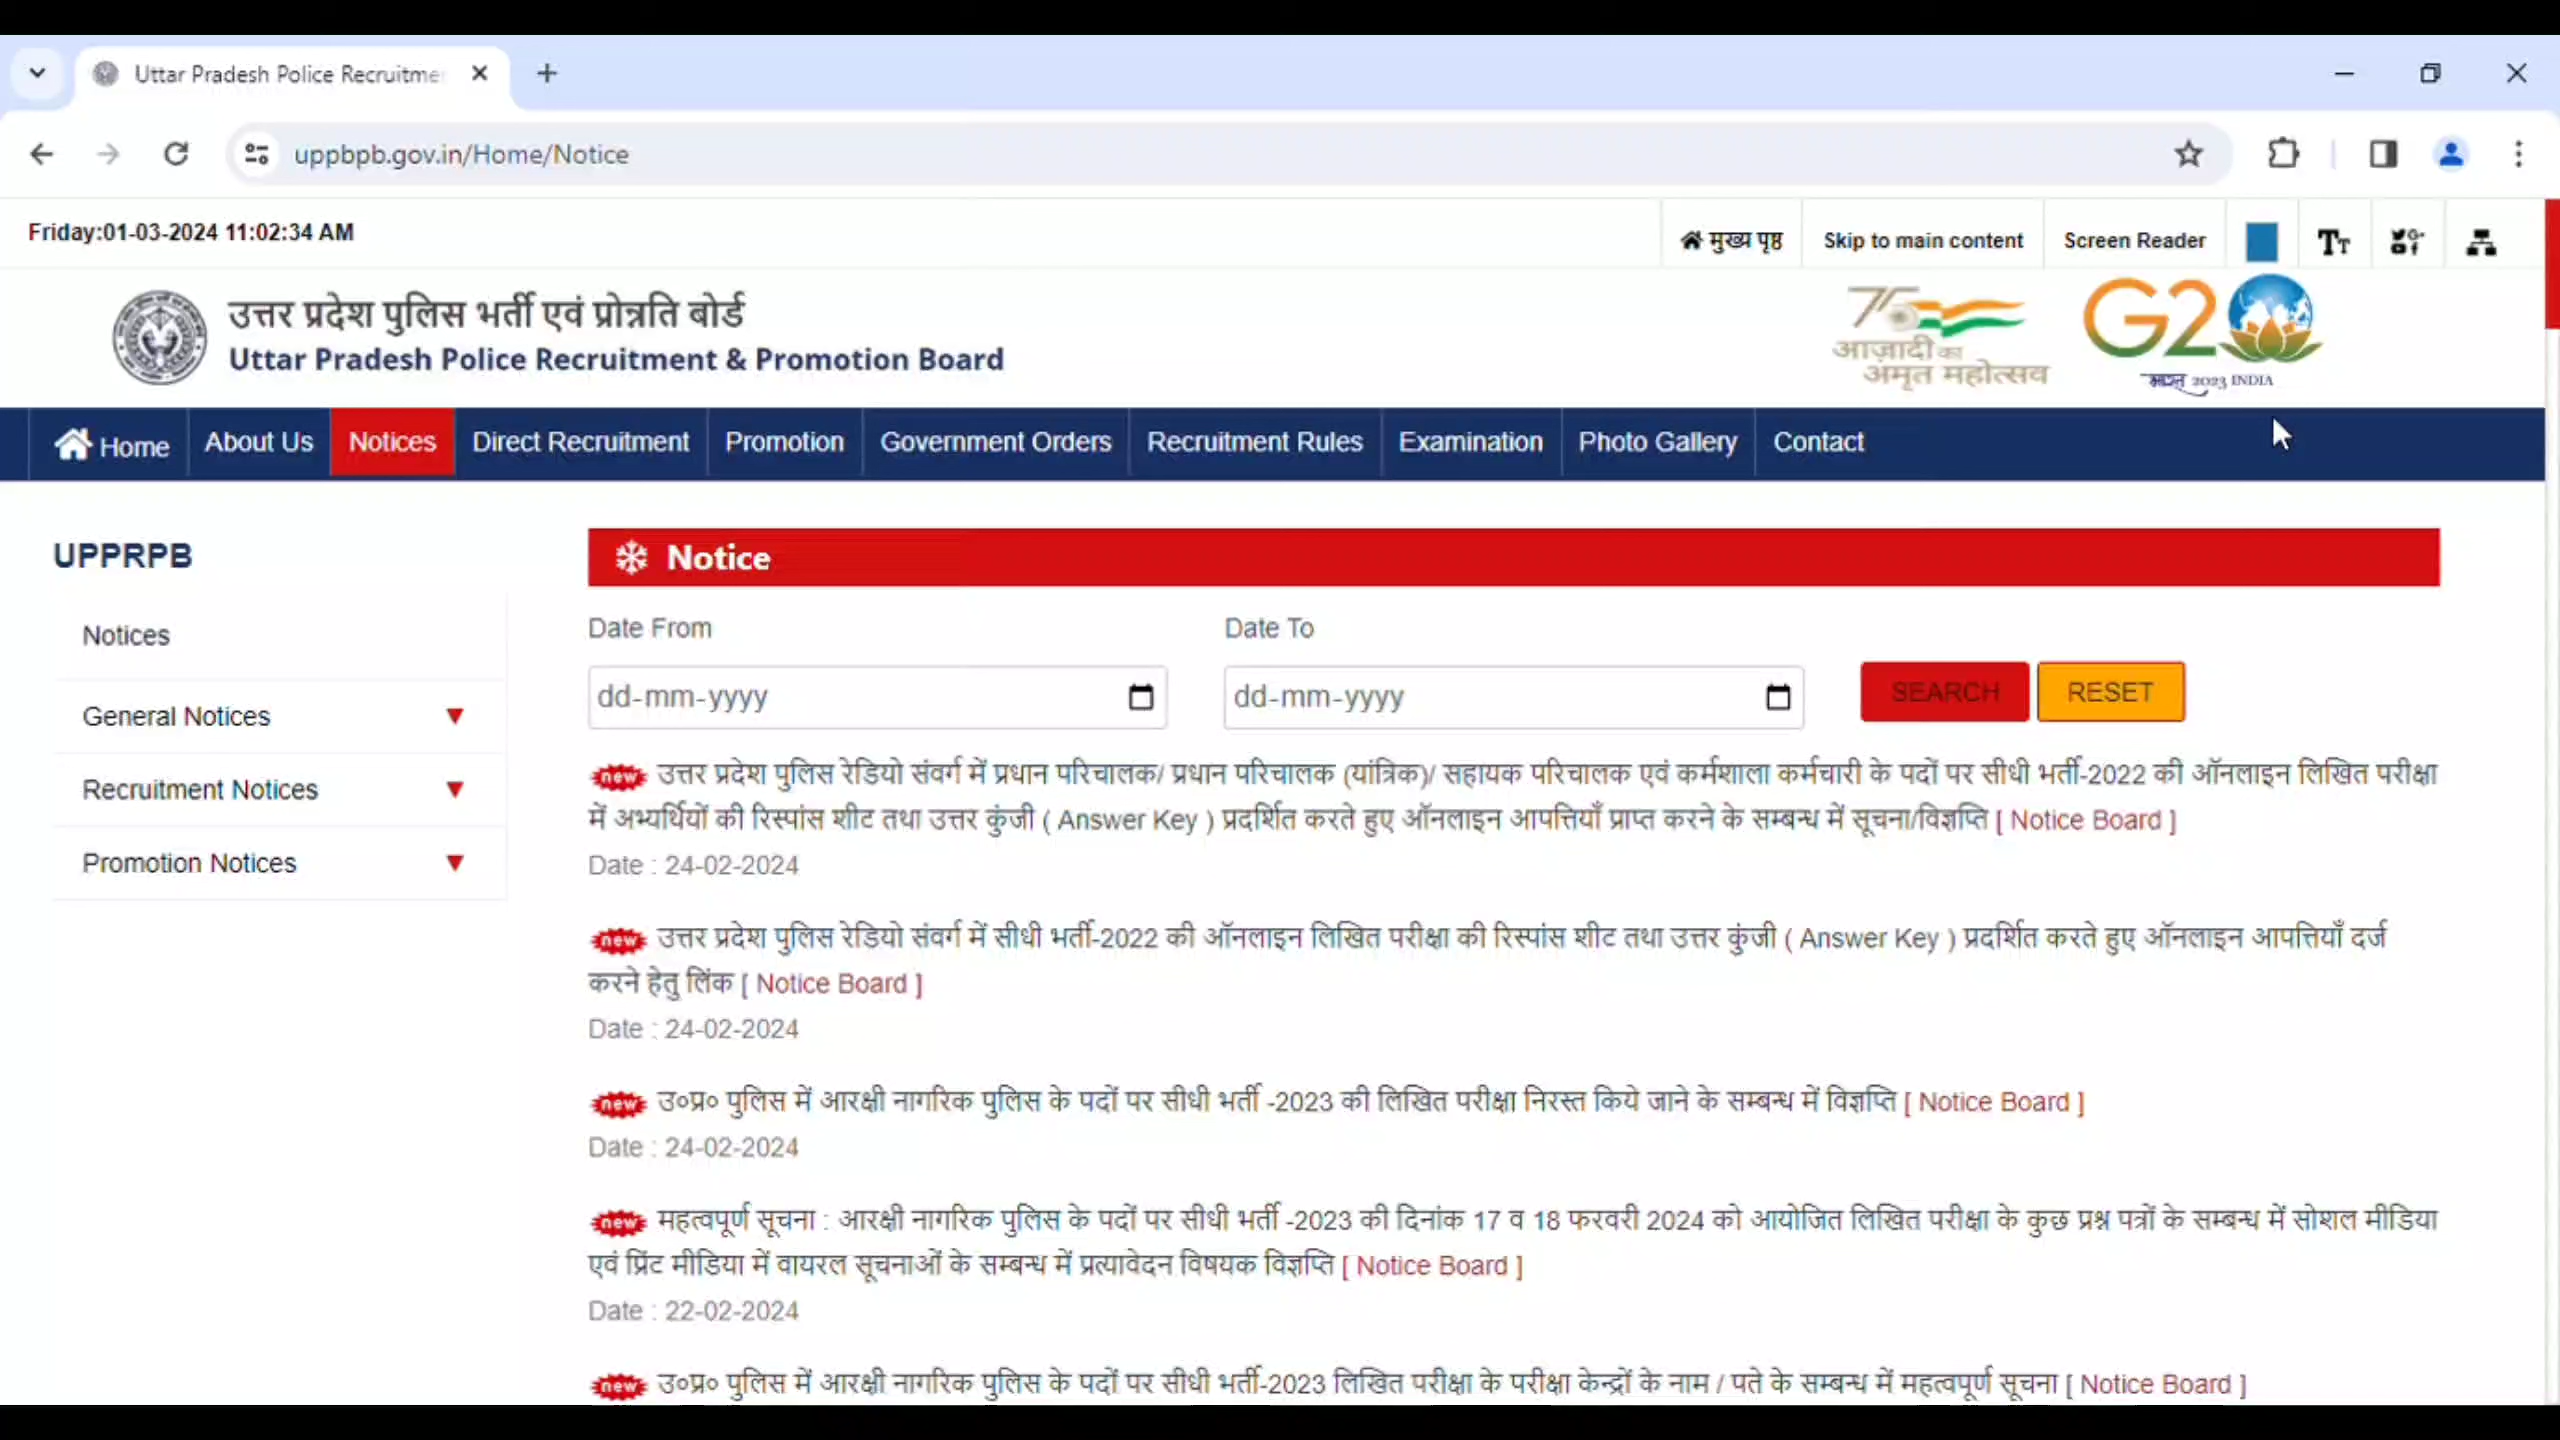 Uttar Pradesh Police Recruitme
uppbpb.gov.in/Home/Notice
Friday:01-03-2024 11:02:34 AM
मुख्य पृष्ठ
Skip to main content
Screen Reader
उत्तर प्रदेश पुलिस भर्ती एवं प्रोन्नति बोर्ड
Uttar Pradesh Police Recruitment & Promotion Board
75
आज़ादी का
अमृत महोत्सव
G20
भारत 2023 INDIA
Home About Us Notices Direct Recruitment Promotion Government Orders Recruitment Rules Examination Photo Gallery Contact
UPPRPB
Notices
General Notices
Recruitment Notices
Promotion Notices
Notice
Date From Date To
dd-mm-yyyy dd-mm-yyyy SEARCH RESET
new उत्तर प्रदेश पुलिस रेडियो संवर्ग में प्रधान परिचालक/ प्रधान परिचालक (यांत्रिक)/ सहायक परिचालक एवं कर्मशाला कर्मचारी के पदों पर सीधी भर्ती-2022 की ऑनलाइन लिखित परीक्षा
में अभ्यर्थियों की रिस्पांस शीट तथा उत्तर कुंजी ( Answer Key ) प्रदर्शित करते हुए ऑनलाइन आपत्तियाँ प्राप्त करने के सम्बन्ध में सूचना/विज्ञप्ति [ Notice Board ]
Date : 24-02-2024
new उत्तर प्रदेश पुलिस रेडियो संवर्ग में सीधी भर्ती-2022 की ऑनलाइन लिखित परीक्षा की रिस्पांस शीट तथा उत्तर कुंजी ( Answer Key ) प्रदर्शित करते हुए ऑनलाइन आपत्तियाँ दर्ज
करने हेतु लिंक [ Notice Board ]
Date : 24-02-2024
new उ०प्र० पुलिस में आरक्षी नागरिक पुलिस के पदों पर सीधी भर्ती -2023 की लिखित परीक्षा निरस्त किये जाने के सम्बन्ध में विज्ञप्ति [ Notice Board ]
Date : 24-02-2024
new महत्वपूर्ण सूचना : आरक्षी नागरिक पुलिस के पदों पर सीधी भर्ती -2023 की दिनांक 17 व 18 फरवरी 2024 को आयोजित लिखित परीक्षा के कुछ प्रश्न पत्रों के सम्बन्ध में सोशल मीडिया
एवं प्रिंट मीडिया में वायरल सूचनाओं के सम्बन्ध में प्रत्यावेदन विषयक विज्ञप्ति [ Notice Board ]
Date : 22-02-2024
new उ०प्र० पुलिस में आरक्षी नागरिक पुलिस के पदों पर सीधी भर्ती-2023 लिखित परीक्षा के परीक्षा केन्द्रों के नाम / पते के सम्बन्ध में महत्वपूर्ण सूचना [ Notice Board ]